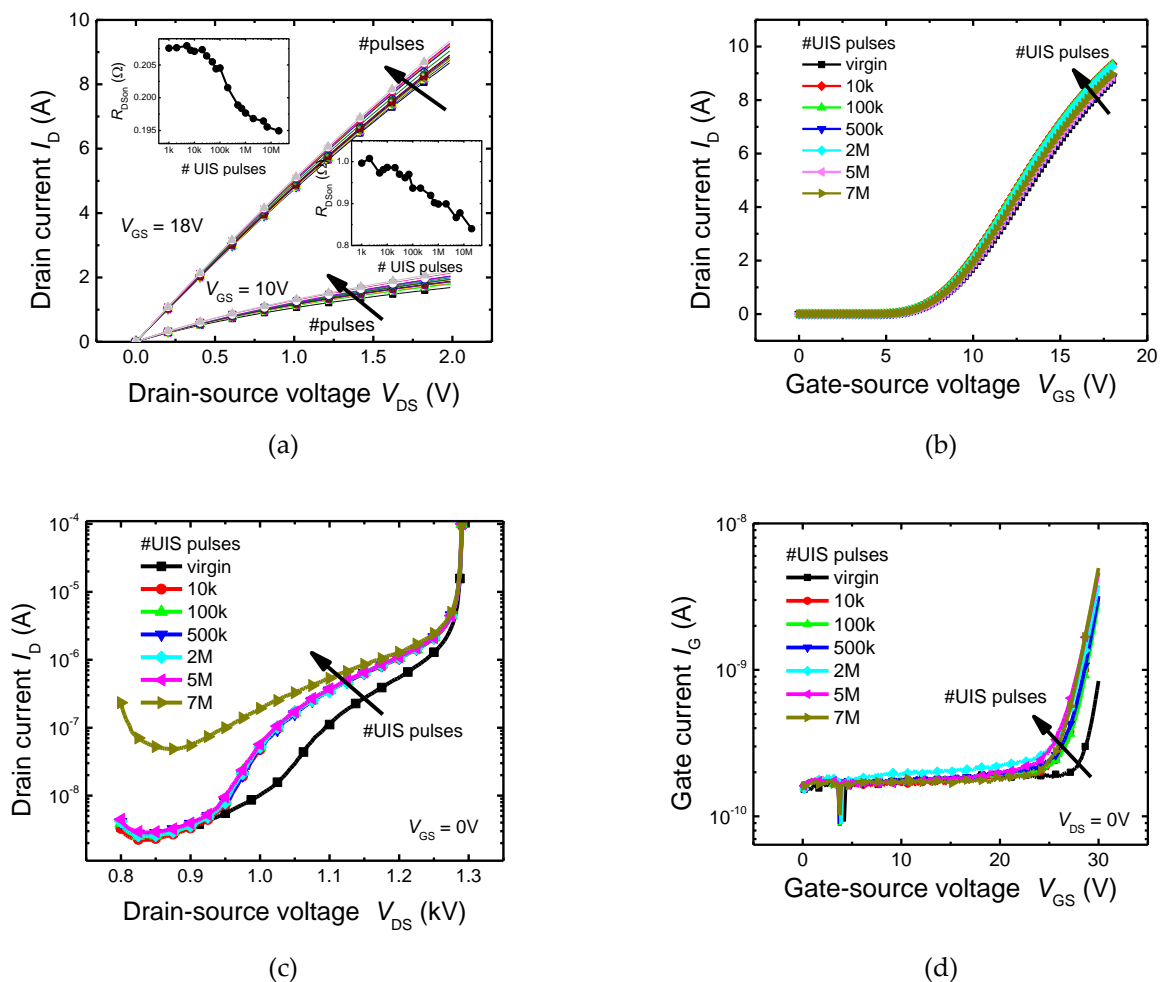 Drain current I_D (A)
10
8
6
4
2
0
#pulses
R_DSon (Ω)
0.205
0.200
0.195
1k 10k 100k 1M 10M
# UIS pulses
R_DSon (Ω)
1.0
0.9
0.8
1k 10k 100k 1M 10M
# UIS pulses
V_GS = 18V
V_GS = 10V
#pulses
0.0 0.5 1.0 1.5 2.0
Drain-source voltage V_DS (V)
(a)
Drain current I_D (A)
10
8
6
4
2
0
#UIS pulses
virgin
10k
100k
500k
2M
5M
7M
#UIS pulses
0 5 10 15 20
Gate-source voltage V_GS (V)
(b)
Drain current I_D (A)
10^-4
10^-5
10^-6
10^-7
10^-8
#UIS pulses
virgin
10k
100k
500k
2M
5M
7M
#UIS pulses
V_GS = 0V
0.8 0.9 1.0 1.1 1.2 1.3
Drain-source voltage V_DS (kV)
(c)
Gate current I_G (A)
10^-8
10^-9
10^-10
#UIS pulses
virgin
10k
100k
500k
2M
5M
7M
#UIS pulses
V_DS = 0V
0 10 20 30
Gate-source voltage V_GS (V)
(d)